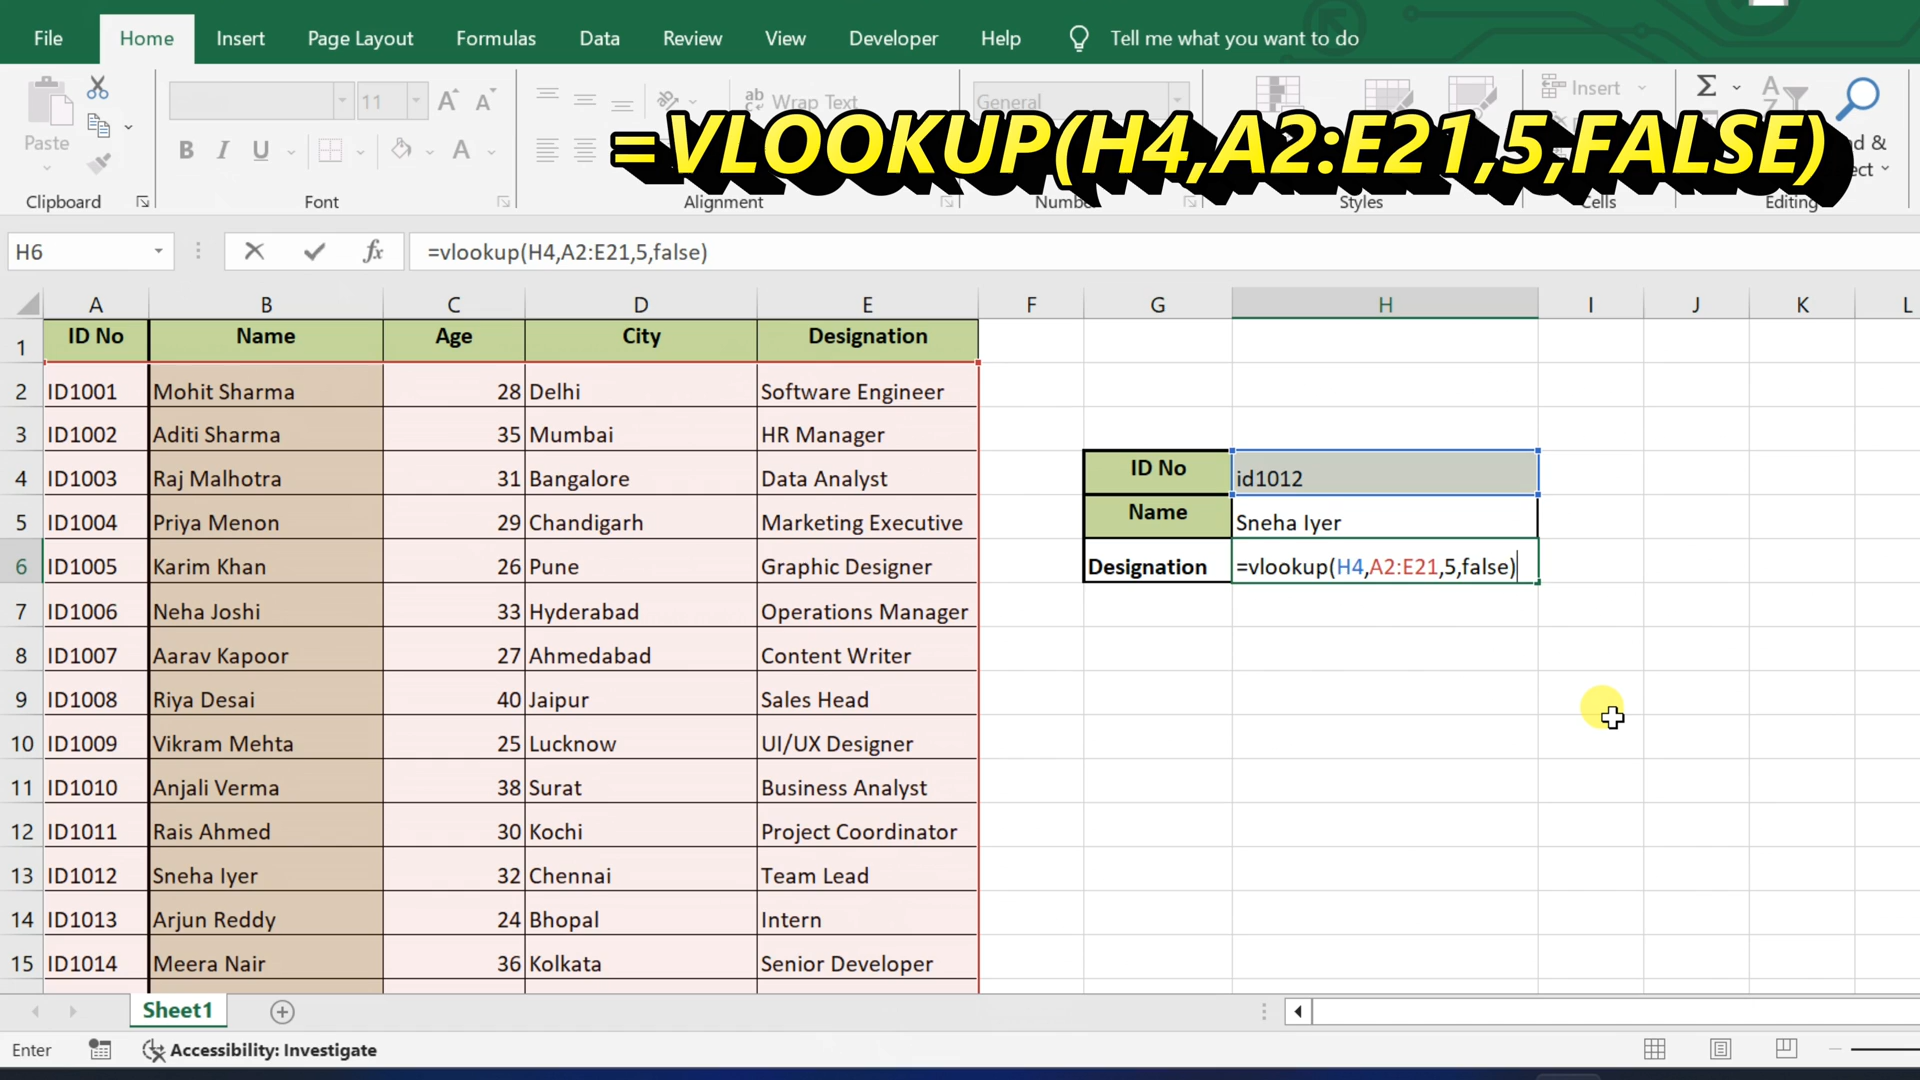 File Home Insert Page Layout Formulas Data Review View Developer Help Tell me what you want to do
11 A A ab Wrap Text General Insert Σ
Paste B I U A
=VLOOKUP(H4,A2:E21,5,FALSE)
Clipboard Font Alignment Styles Cells Editing
H6 fx =vlookup(H4,A2:E21,5,false)
A B C D E F G H I J K L
1 ID No Name Age City Designation
2 ID1001 Mohit Sharma 28 Delhi Software Engineer
3 ID1002 Aditi Sharma 35 Mumbai HR Manager
4 ID1003 Raj Malhotra 31 Bangalore Data Analyst ID No id1012
5 ID1004 Priya Menon 29 Chandigarh Marketing Executive Name Sneha Iyer
6 ID1005 Karim Khan 26 Pune Graphic Designer Designation =vlookup(H4,A2:E21,5,false)
7 ID1006 Neha Joshi 33 Hyderabad Operations Manager
8 ID1007 Aarav Kapoor 27 Ahmedabad Content Writer
9 ID1008 Riya Desai 40 Jaipur Sales Head
10 ID1009 Vikram Mehta 25 Lucknow UI/UX Designer
11 ID1010 Anjali Verma 38 Surat Business Analyst
12 ID1011 Rais Ahmed 30 Kochi Project Coordinator
13 ID1012 Sneha Iyer 32 Chennai Team Lead
14 ID1013 Arjun Reddy 24 Bhopal Intern
15 ID1014 Meera Nair 36 Kolkata Senior Developer
Sheet1
Enter Accessibility: Investigate